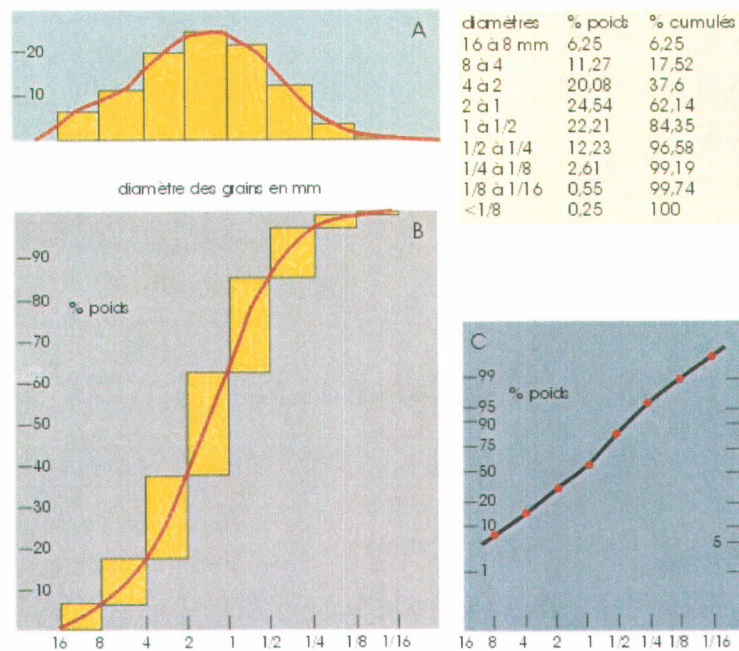 A
20
10
diamètres % poids % cumulés
16 à 8 mm 6,25 6,25
8 à 4 11,27 17,52
4 à 2 20,08 37,6
2 à 1 24,54 62,14
1 à 1/2 22,21 84,35
1/2 à 1/4 12,23 96,58
1/4 à 1/8 2,61 99,19
1/8 à 1/16 0,55 99,74
<1/8 0,25 100
diamètre des grains en mm
B
90
80
% poids
70
60
50
40
30
20
10
16 8 4 2 1 1/2 1/4 1/8 1/16
C
99
% poids
95
90
75
50
20
10
5
1
16 8 4 2 1 1/2 1/4 1/8 1/16